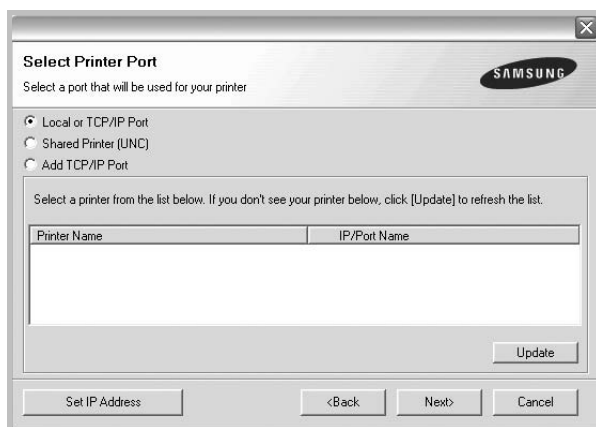 Select Printer Port
Select a port that will be used for your printer
SAMSUNG
Local or TCP/IP Port
Shared Printer (UNC)
Add TCP/IP Port
Select a printer from the list below. If you don't see your printer below, click [Update] to refresh the list.
Printer Name IP/Port Name
Update
Set IP Address <Back Next> Cancel